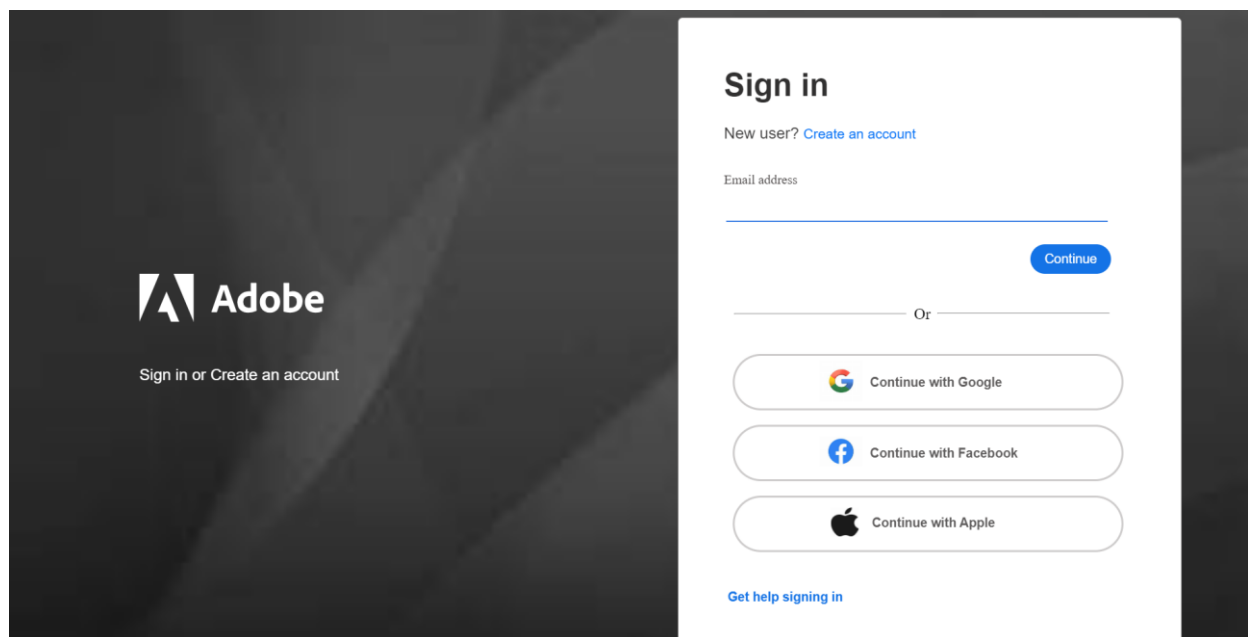 Adobe
Sign in or Create an account
Sign in
New user? Create an account
Email address
Continue
Or
Continue with Google
Continue with Facebook
Continue with Apple
Get help signing in